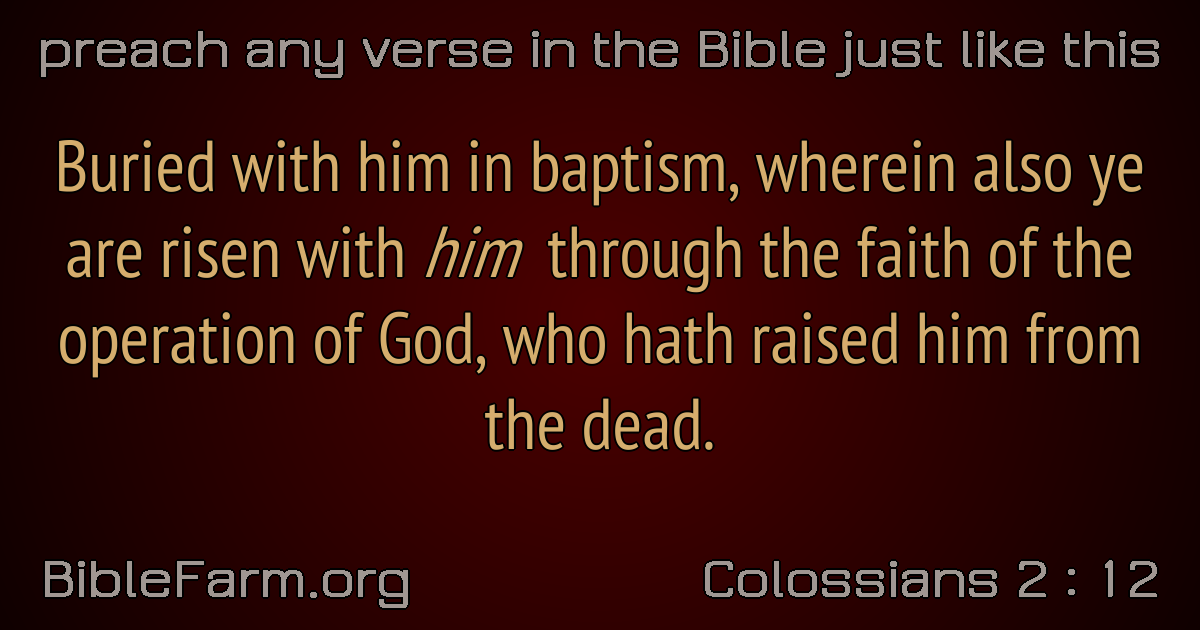 preach any verse in the Bible just like this
Buried with him in baptism, wherein also ye
are risen with him through the faith of the
operation of God, who hath raised him from
the dead.
BibleFarm.org
Colossians 2 : 12